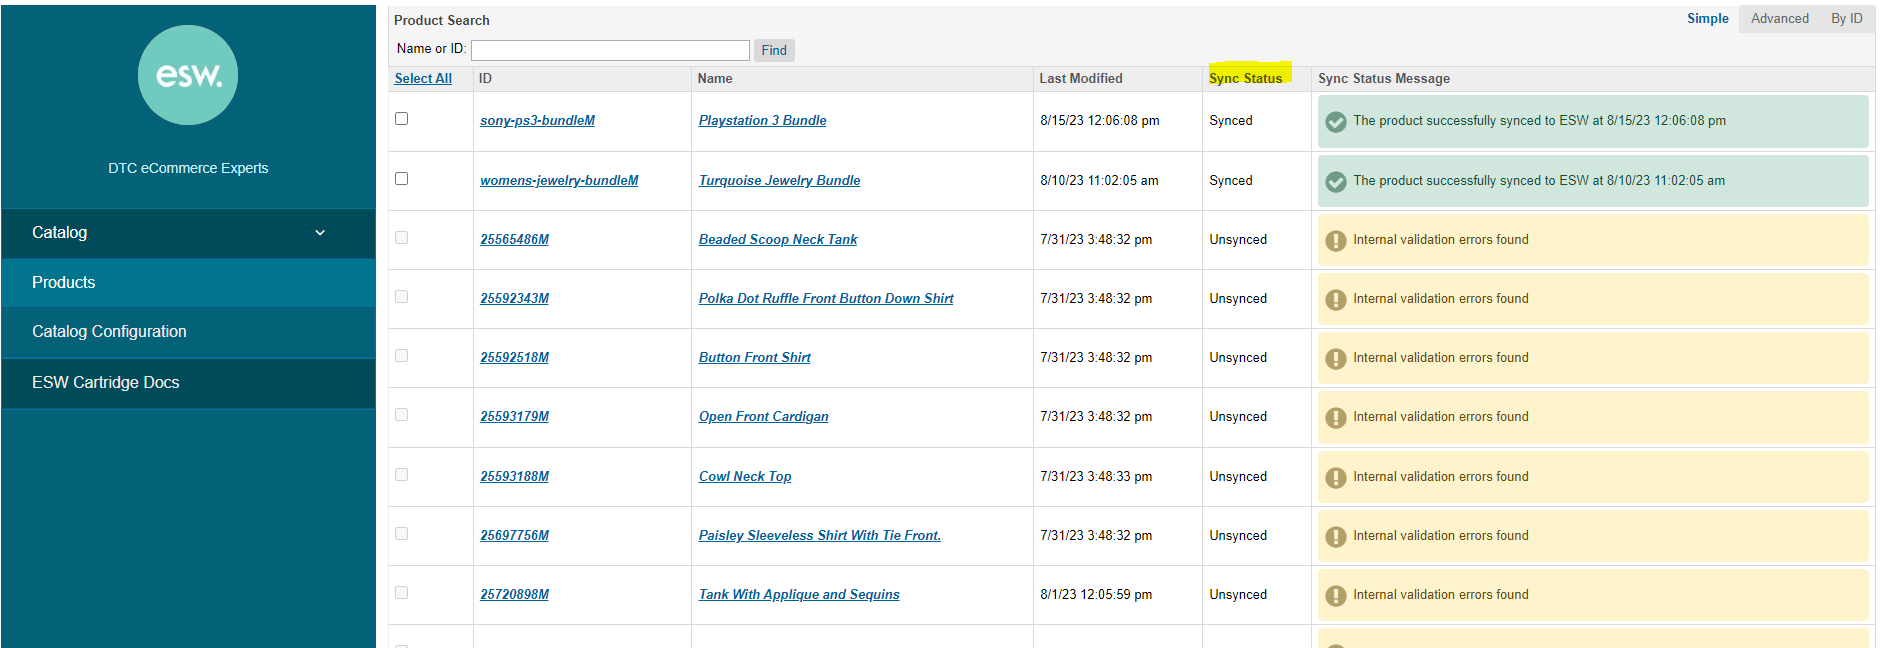 esw.
DTC eCommerce Experts
Catalog
Products
Catalog Configuration
ESW Cartridge Docs
Product Search
Simple Advanced By ID
Name or ID: Find
Select All ID Name Last Modified Sync Status Sync Status Message
sony-ps3-bundleM Playstation 3 Bundle 8/15/23 12:06:08 pm Synced The product successfully synced to ESW at 8/15/23 12:06:08 pm
womens-jewelry-bundleM Turquoise Jewelry Bundle 8/10/23 11:02:05 am Synced The product successfully synced to ESW at 8/10/23 11:02:05 am
25565486M Beaded Scoop Neck Tank 7/31/23 3:48:32 pm Unsynced Internal validation errors found
25592343M Polka Dot Ruffle Front Button Down Shirt 7/31/23 3:48:32 pm Unsynced Internal validation errors found
25592518M Button Front Shirt 7/31/23 3:48:32 pm Unsynced Internal validation errors found
25593179M Open Front Cardigan 7/31/23 3:48:32 pm Unsynced Internal validation errors found
25593188M Cowl Neck Top 7/31/23 3:48:33 pm Unsynced Internal validation errors found
25697756M Paisley Sleeveless Shirt With Tie Front. 7/31/23 3:48:32 pm Unsynced Internal validation errors found
25720898M Tank With Applique and Sequins 8/1/23 12:05:59 pm Unsynced Internal validation errors found